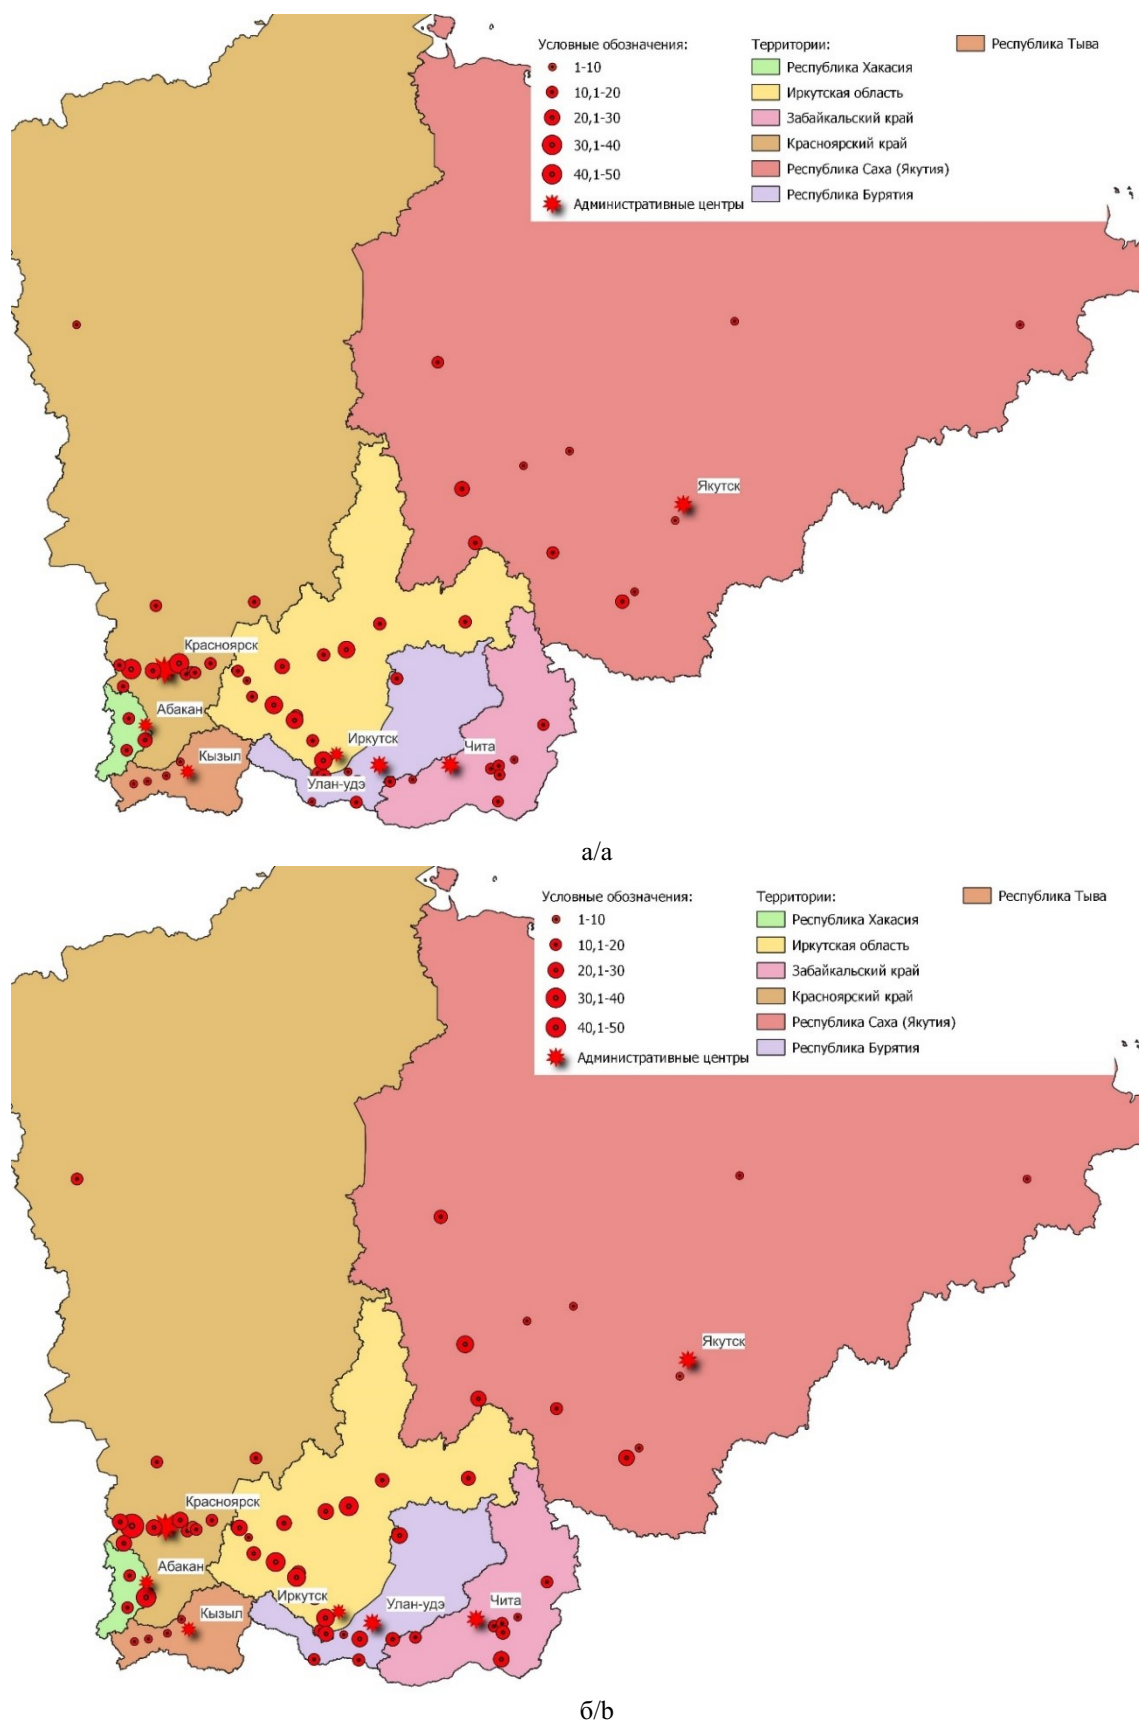 Условные обозначения:
1-10
10,1-20
20,1-30
30,1-40
40,1-50
Административные центры
Территории:
Республика Хакасия
Иркутская область
Забайкальский край
Красноярский край
Республика Саха (Якутия)
Республика Бурятия
Республика Тыва
Якутск
Красноярск
Абакан
Кызыл
Иркутск
Чита
Улан-удэ
а/a
Условные обозначения:
1-10
10,1-20
20,1-30
30,1-40
40,1-50
Административные центры
Территории:
Республика Хакасия
Иркутская область
Забайкальский край
Красноярский край
Республика Саха (Якутия)
Республика Бурятия
Республика Тыва
Якутск
Красноярск
Абакан
Иркутск
Улан-удэ
Чита
Кызыл
б/b